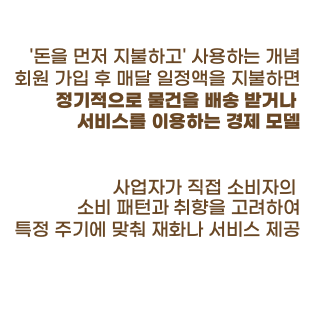 '돈을 먼저 지불하고' 사용하는 개념
회원 가입 후 매달 일정액을 지불하면
정기적으로 물건을 배송 받거나
서비스를 이용하는 경제 모델
사업자가 직접 소비자의
소비 패턴과 취향을 고려하여
특정 주기에 맞춰 재화나 서비스 제공